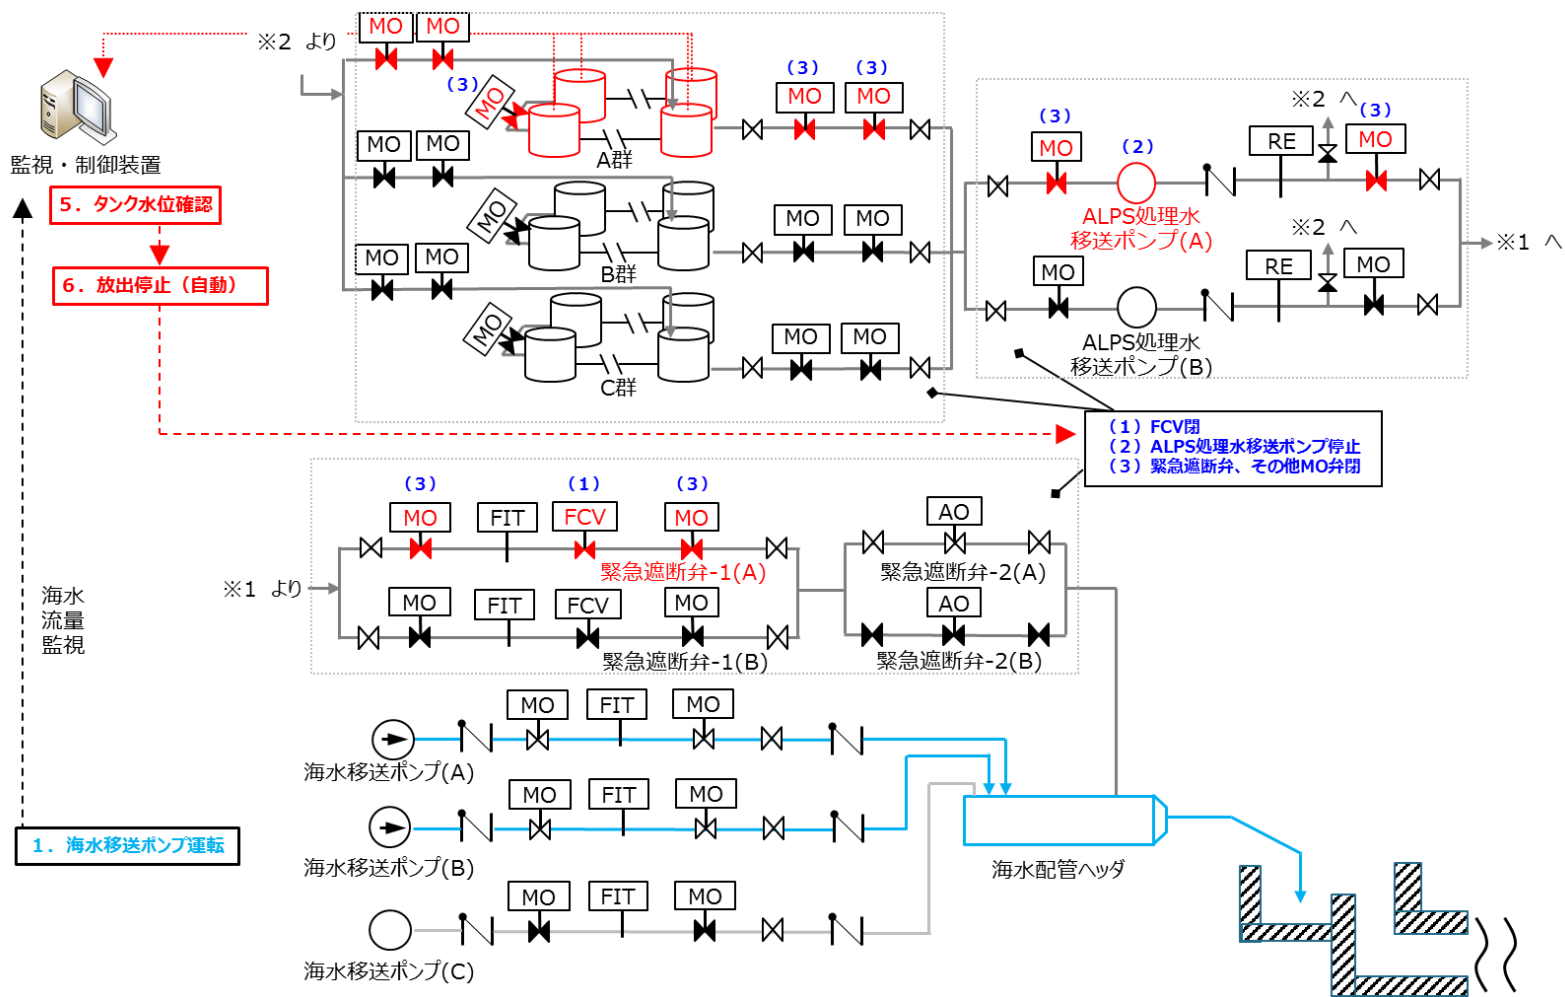 ※2 より
MO
MO
(3)
MO
(3)
(3)
MO
MO
A群
監視・制御装置
5. タンク水位確認
6. 放出停止（自動）
MO
MO
MO
MO
MO
B群
MO
MO
MO
MO
MO
C群
(3)
MO
(2)
ALPS処理水
移送ポンプ(A)
RE
※2 へ
(3)
MO
MO
ALPS処理水
移送ポンプ(B)
RE
※2 へ
MO
※1 へ
（1）FCV閉
（2）ALPS処理水移送ポンプ停止
（3）緊急遮断弁、その他MO弁閉
※1 より
(3)
MO
FIT
(1)
FCV
(3)
MO
緊急遮断弁-1(A)
MO
FIT
FCV
MO
緊急遮断弁-1(B)
AO
緊急遮断弁-2(A)
AO
緊急遮断弁-2(B)
海水
流量
監視
1. 海水移送ポンプ運転
MO
FIT
MO
海水移送ポンプ(A)
MO
FIT
MO
海水移送ポンプ(B)
MO
FIT
MO
海水移送ポンプ(C)
海水配管ヘッダ